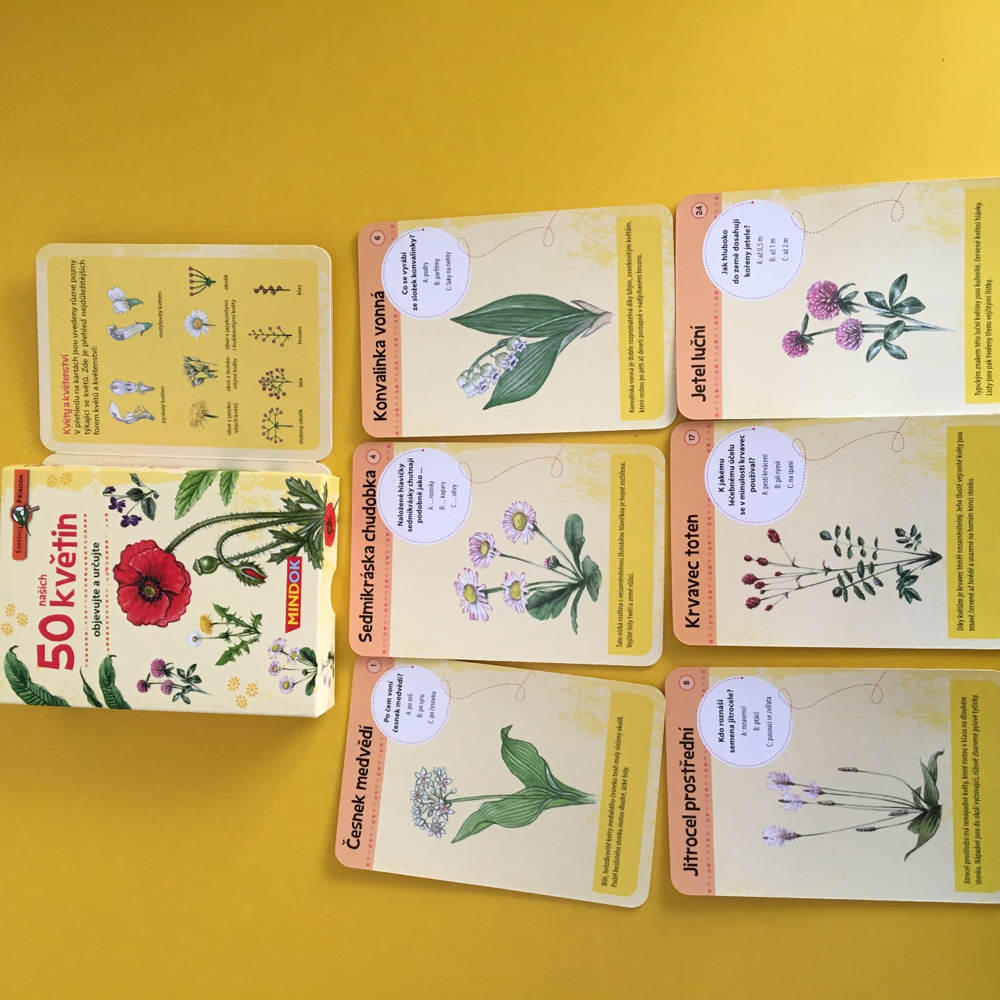 EXPEDICE PŘÍRODA
našich
50 květin
objevujte a určujte
MINDOK
Květy a květenství
V přehledu na kartách jsou uvedeny různé pojmy
týkající se květů. Zde je přehled nejdůležitějších
forem květů a květenství:
pyskatý květen
motýlovitý květen
úbor z jazyko-
vitých květů
úbor z trubko-
vitými květy
úbor s jazykovitými
i trubkovitými květy
okolík
složený okolík
lata
hrozen
klas
Česnek medvědí
1
Po čem voní
česnek medvědí?
A: po zelí
B: po sýru
C: po česneku
Bílé, hvězdicovité květy medvědího česneku tvoří malý složený okolík.
Podél bezlistého stonku rostou dlouhé, úzké listy.
Sedmikráska chudobka
4
Naložené hlavičky
sedmikrásky chutnají
podobně jako ...
A: ... rozinky
B: ... kapary
C: ... olivy
Tato nízká rostlina s nezaměnitelnou žlutobílou hlavičkou je hojně rozšířena.
Vejčité listy tvoří u země růžici.
Konvalinka vonná
6
Co se vyrábí
ze složek konvalinky?
A: pudry
B: parfémy
C: laky na nehty
Konvalinka vonná je dobře rozpoznatelná díky bílým, zvonkovitým květům,
které rostou po pěti až deseti postupně v nadýchaném hroznu.
Jitrocel prostřední
8
Kdo roznáší
semena jitrocele?
A: mravenci
B: ptáci
C: pasoucí se zvířata
Jitrocel prostřední má nenápadné květy, které rostou v klasu na dlouhém
stonku. Nápadné jsou do okolí vyčnívající, růžově zbarvené pylové tyčinky.
Krvavec toten
17
K jakému
léčebnému účelu
se v minulosti krvavec
používal?
A: proti krvácení
B: při rýmě
C: na spaní
Díky květům je krvavec téměř nezaměnitelný. Jeho tlusté vejcovité květy jsou
tmavě červené až hnědé a usazené na horním konci stonku.
Jetel luční
24
Jak hluboko
do země dosahují
kořeny jetele?
A: až 0,5 m
B: až 1 m
C: až 2 m
Typickým znakem této luční květiny jsou kulovité, červené květní hlávky.
Listy jsou pak tvořeny třemi vejčitými lístky.